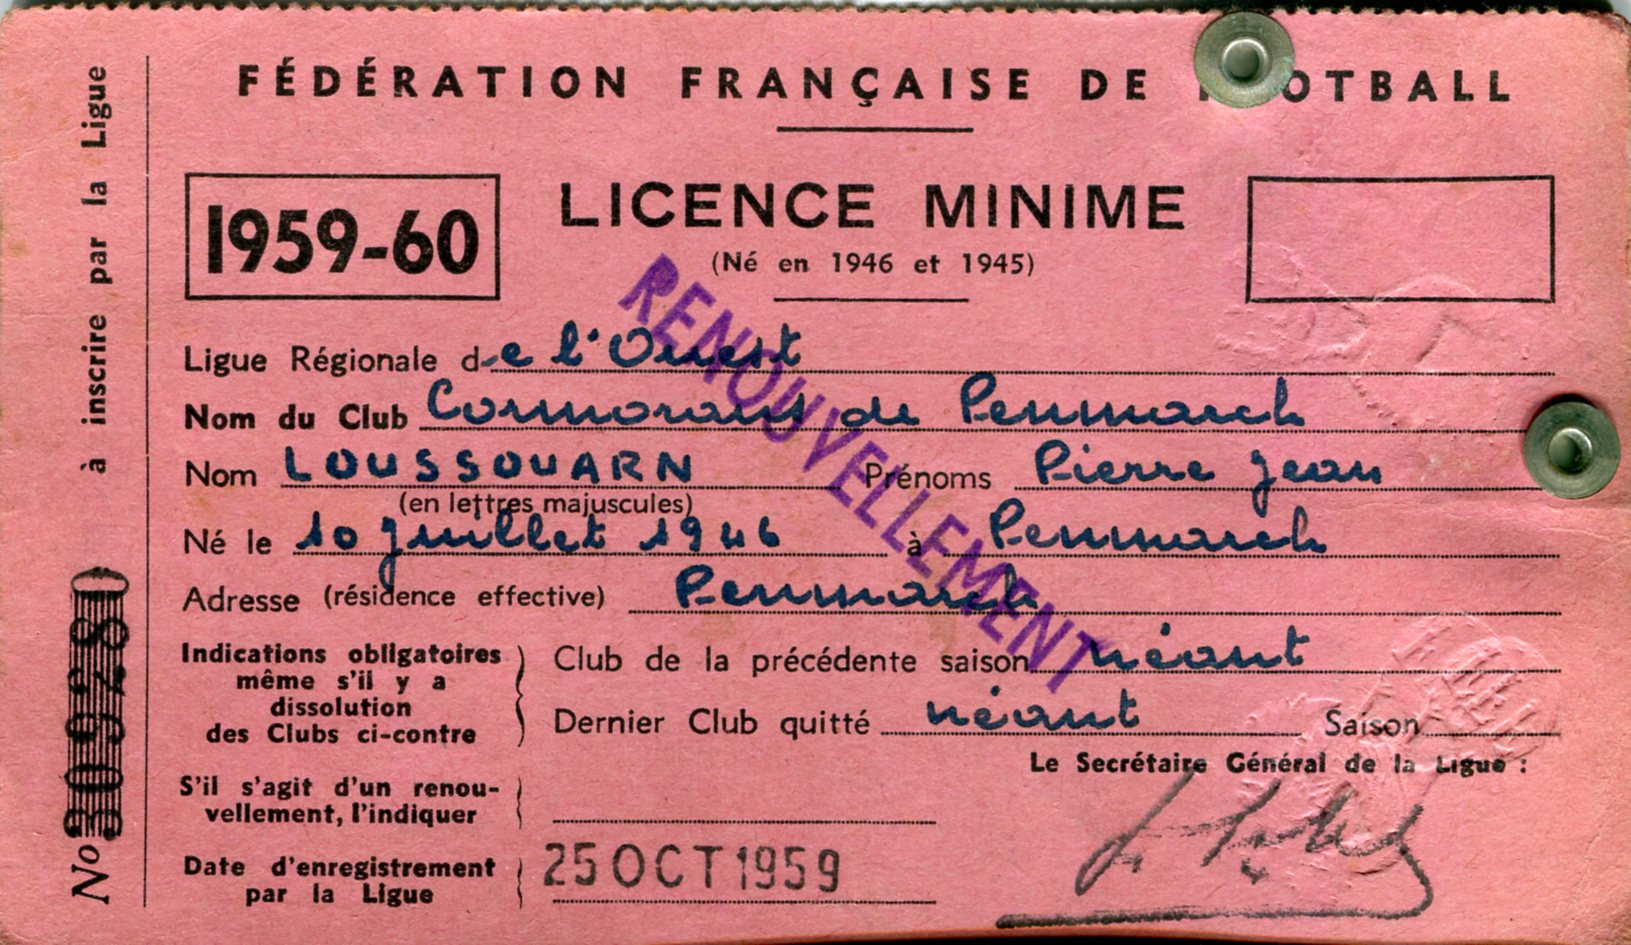 FÉDÉRATION FRANÇAISE DE OTBALL
1959-60
LICENCE MINIME
(Né en 1946 et 1945)
Ligue Régionale de l'Ouest
Nom du Club Cormorans de Penmarch
Nom LOUSSOUARN Prénoms Pierre Jean
(en lettres majuscules)
Né le 10 Juillet 1946 à Penmarch
Adresse (résidence effective) Penmarch
Indications obligatoires
même s'il y a
dissolution
des Clubs ci-contre
Club de la précédente saison néant
Dernier Club quitté néant Saison
Le Secrétaire Général de la Ligue :
S'il s'agit d'un renou-
vellement, l'indiquer
Date d'enregistrement
par la Ligue
25 OCT 1959
RENOUVELLEMENT
No
à inscrire par la Ligue